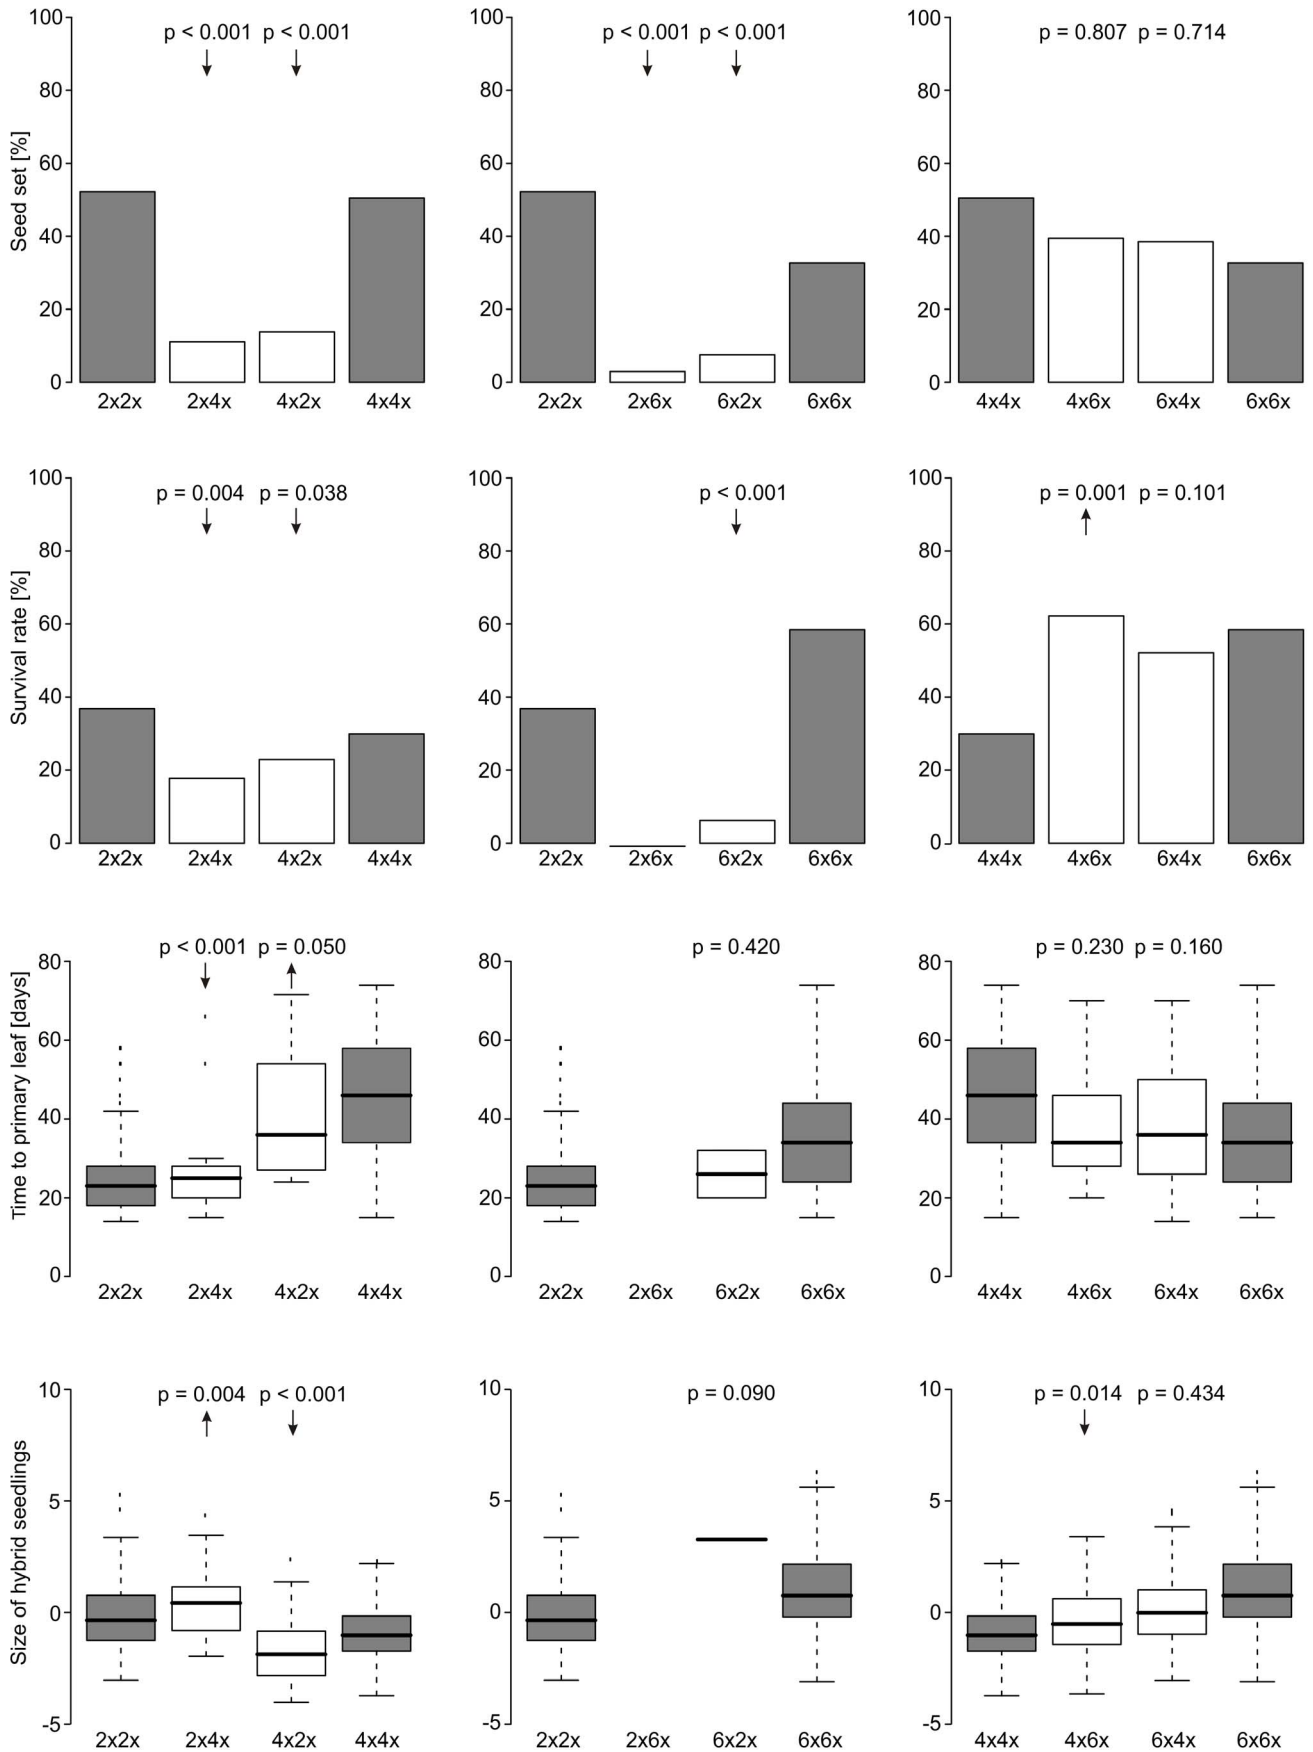 100 100 100
p < 0.001 p < 0.001 p < 0.001 p < 0.001 p = 0.807 p = 0.714
80 80 80
60 60 60
Seed set [%]
40 40 40
20 20 20
0 0 0
2x2x 2x4x 4x2x 4x4x 2x2x 2x6x 6x2x 6x6x 4x4x 4x6x 6x4x 6x6x
100 100 100
p = 0.004 p = 0.038 p < 0.001 p = 0.001 p = 0.101
80 80 80
60 60 60
Survival rate [%]
40 40 40
20 20 20
0 0 0
2x2x 2x4x 4x2x 4x4x 2x2x 2x6x 6x2x 6x6x 4x4x 4x6x 6x4x 6x6x
p < 0.001 p = 0.050 p = 0.420 p = 0.230 p = 0.160
80 80 80
60 60 60
Time to primary leaf [days]
40 40 40
20 20 20
0 0 0
2x2x 2x4x 4x2x 4x4x 2x2x 2x6x 6x2x 6x6x 4x4x 4x6x 6x4x 6x6x
10 10 10
p = 0.004 p < 0.001 p = 0.090 p = 0.014 p = 0.434
5 5 5
Size of hybrid seedlings
0 0 0
-5 -5 -5
2x2x 2x4x 4x2x 4x4x 2x2x 2x6x 6x2x 6x6x 4x4x 4x6x 6x4x 6x6x